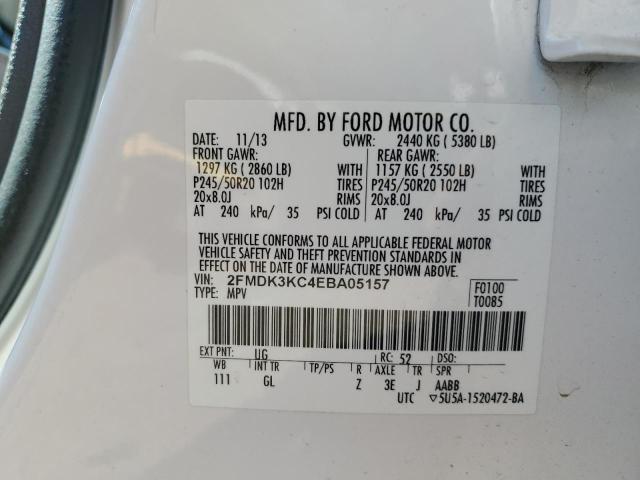 MFD. BY FORD MOTOR CO.
DATE: 11/13 GVWR: 2440 KG ( 5380 LB)
FRONT GAWR: REAR GAWR:
1297 KG ( 2860 LB) WITH 1157 KG ( 2550 LB) WITH
P245/50R20 102H TIRES P245/50R20 102H TIRES
20x8.0J RIMS 20x8.0J RIMS
AT 240 kPa/ 35 PSI COLD AT 240 kPa/ 35 PSI COLD
THIS VEHICLE CONFORMS TO ALL APPLICABLE FEDERAL MOTOR
VEHICLE SAFETY AND THEFT PREVENTION STANDARDS IN
EFFECT ON THE DATE OF MANUFACTURE SHOWN ABOVE.
VIN: 2FMDK3KC4EBA05157 F0100
TYPE: MPV T0085
EXT PNT: UG RC: 52 DSO:
WB INT TR TP/PS R AXLE TR SPR
111 GL Z 3E J AABB
UTC ▽5U5A-1520472-BA